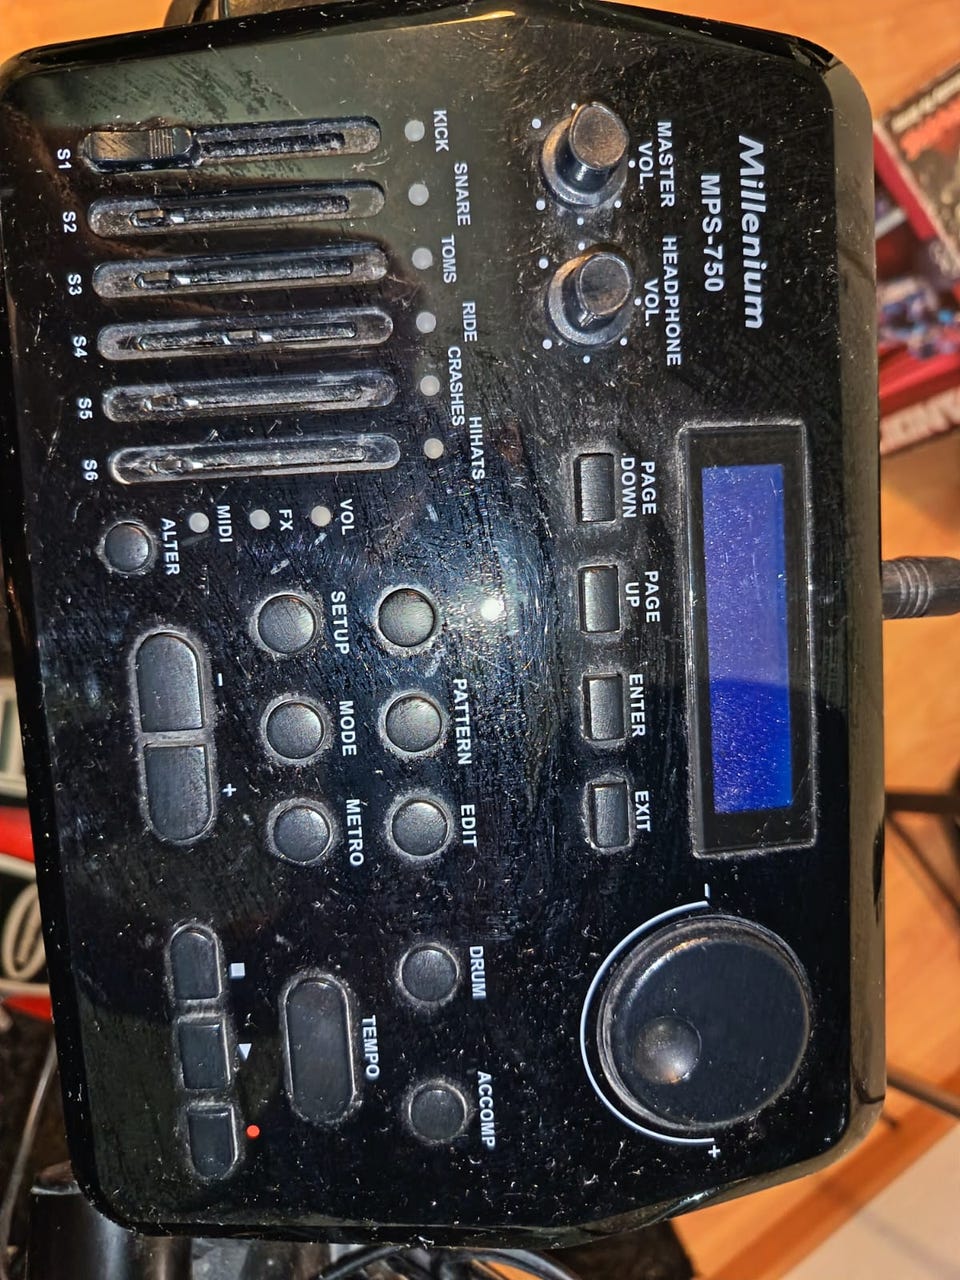 Millenium
MPS-750
MASTER
VOL.
HEADPHONE
VOL.
PAGE
DOWN
PAGE
UP
ENTER
EXIT
- +
KICK
SNARE
TOMS
RIDE
CRASHES
HIHATS
S1
S2
S3
S4
S5
S6
VOL
FX
MIDI
ALTER
PATTERN
EDIT
SETUP
MODE
METRO
- +
DRUM
ACCOMP
TEMPO